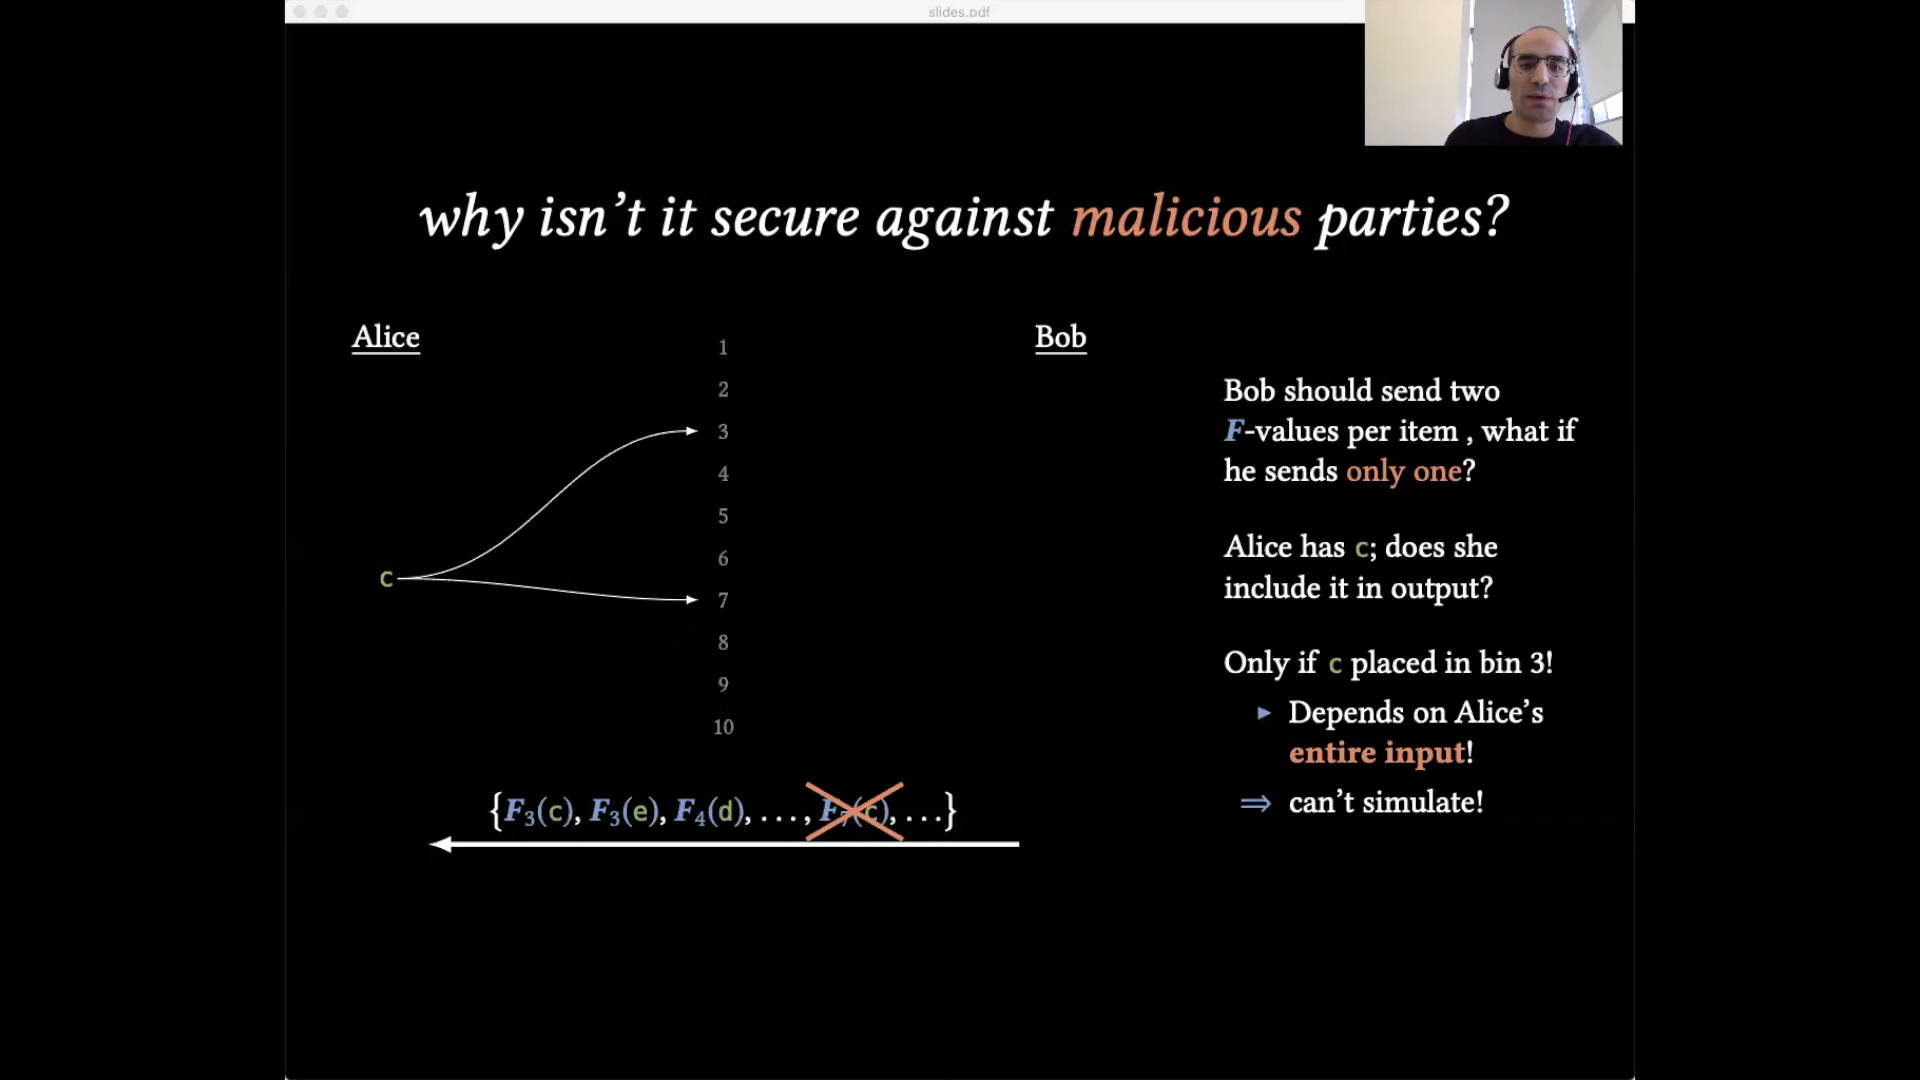 slides.pdf
why isn't it secure against malicious parties?
Alice
Bob
1
2
3
4
5
6
7
8
9
10
c
{F₃(c), F₃(e), F₄(d), . . . , F₇(c), . . .}
Bob should send two
F-values per item , what if
he sends only one?
Alice has c; does she
include it in output?
Only if c placed in bin 3!
▶ Depends on Alice's
entire input!
⇒ can't simulate!